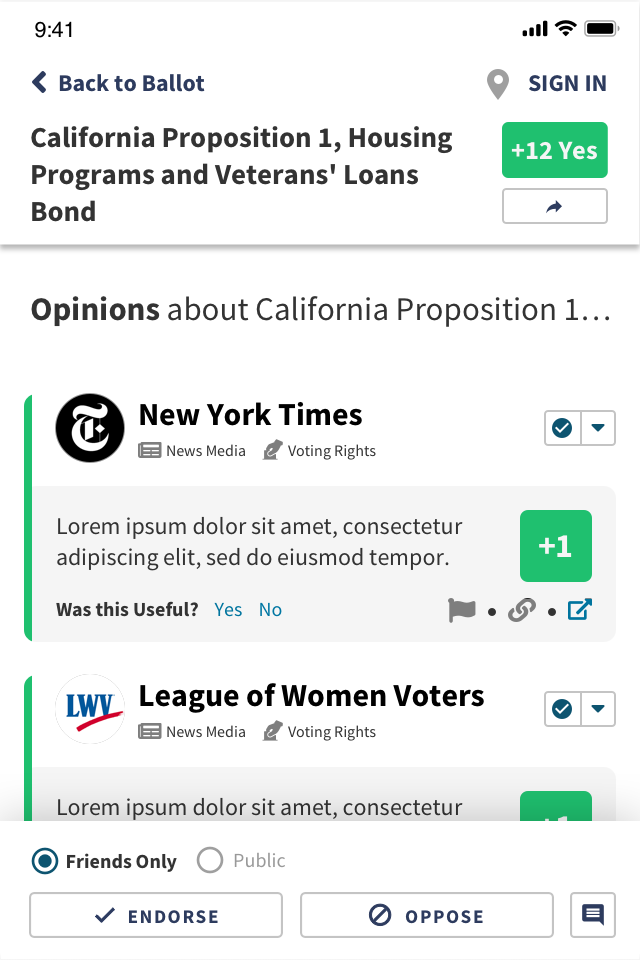 9:41
Back to Ballot
SIGN IN
California Proposition 1, Housing
Programs and Veterans' Loans
Bond
+12 Yes
Opinions about California Proposition 1...
New York Times
News Media
Voting Rights
Lorem ipsum dolor sit amet, consectetur
adipiscing elit, sed do eiusmod tempor.
+1
Was this Useful? Yes No
LWV
League of Women Voters
News Media
Voting Rights
Lorem ipsum dolor sit amet, consectetur
+1
Friends Only
Public
ENDORSE
OPPOSE